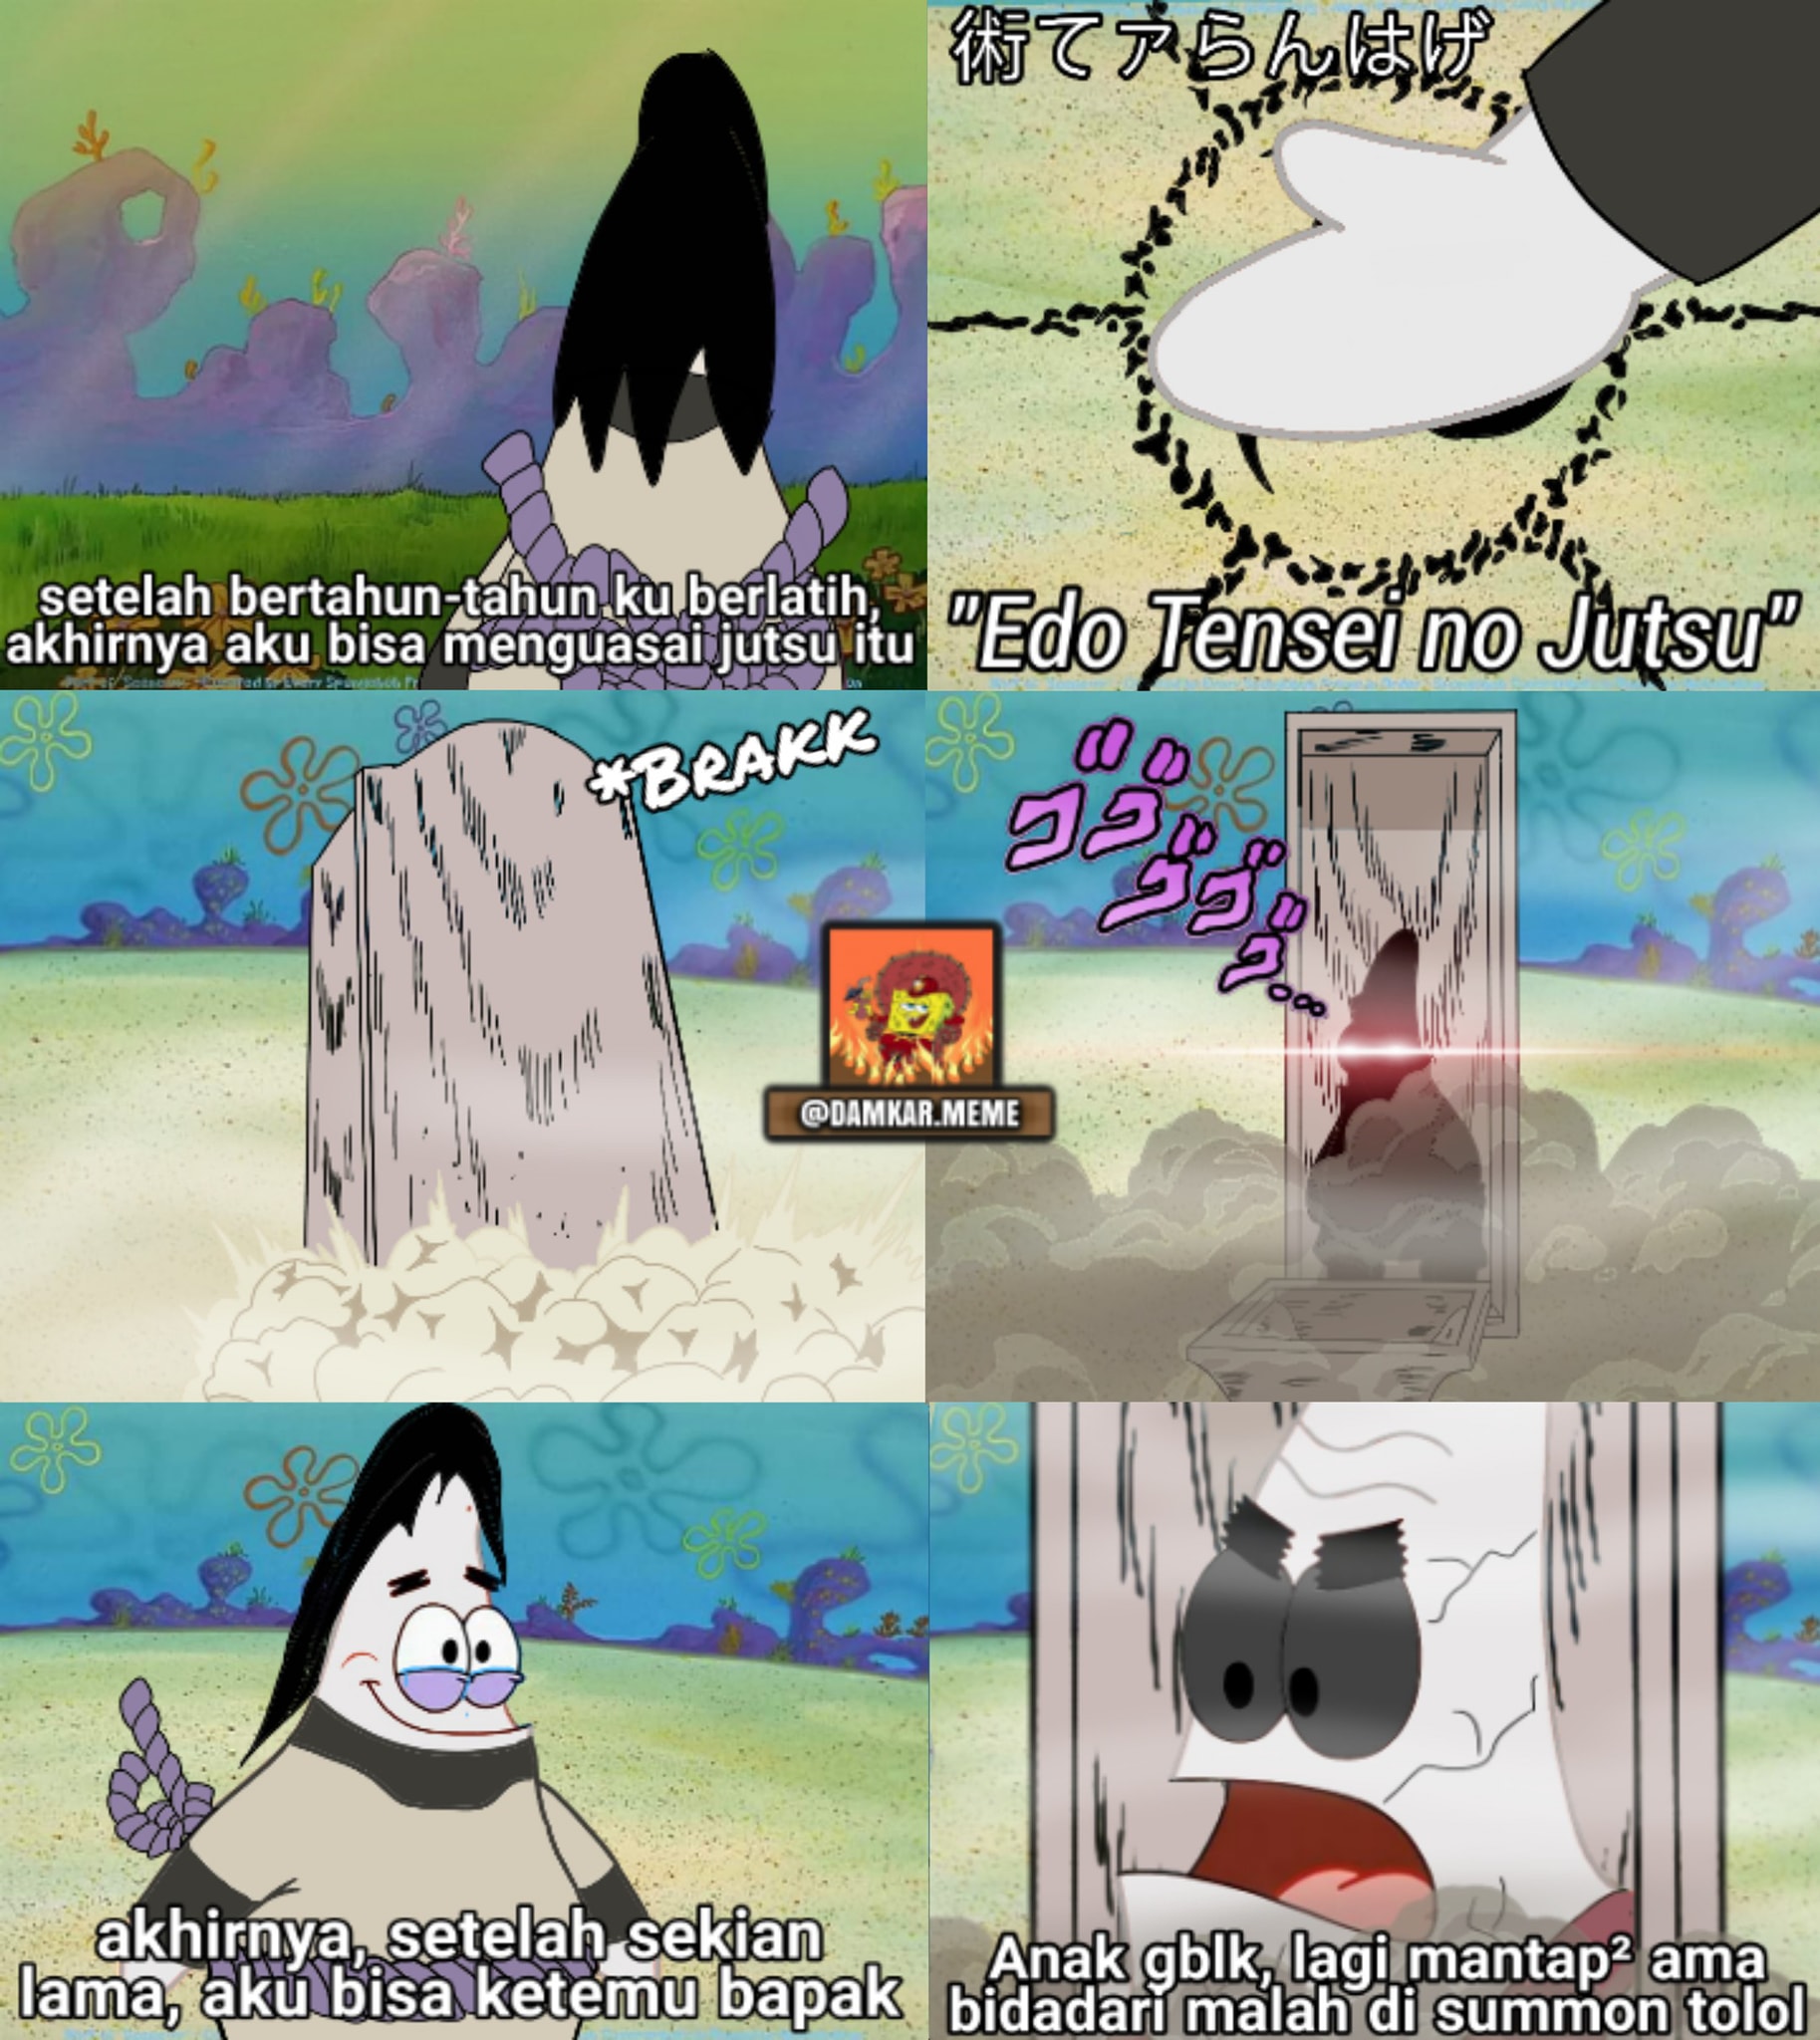 setelah bertahun-tahun ku berlatih,
akhirnya aku bisa menguasai jutsu itu
術てアらんはげ
"Edo Tensei no Jutsu"
*BRAKK
ゴゴゴゴゴ...
@DAMKAR.MEME
akhirnya, setelah sekian
lama, aku bisa ketemu bapak
Anak gblk, lagi mantap² ama
bidadari malah di summon tolol